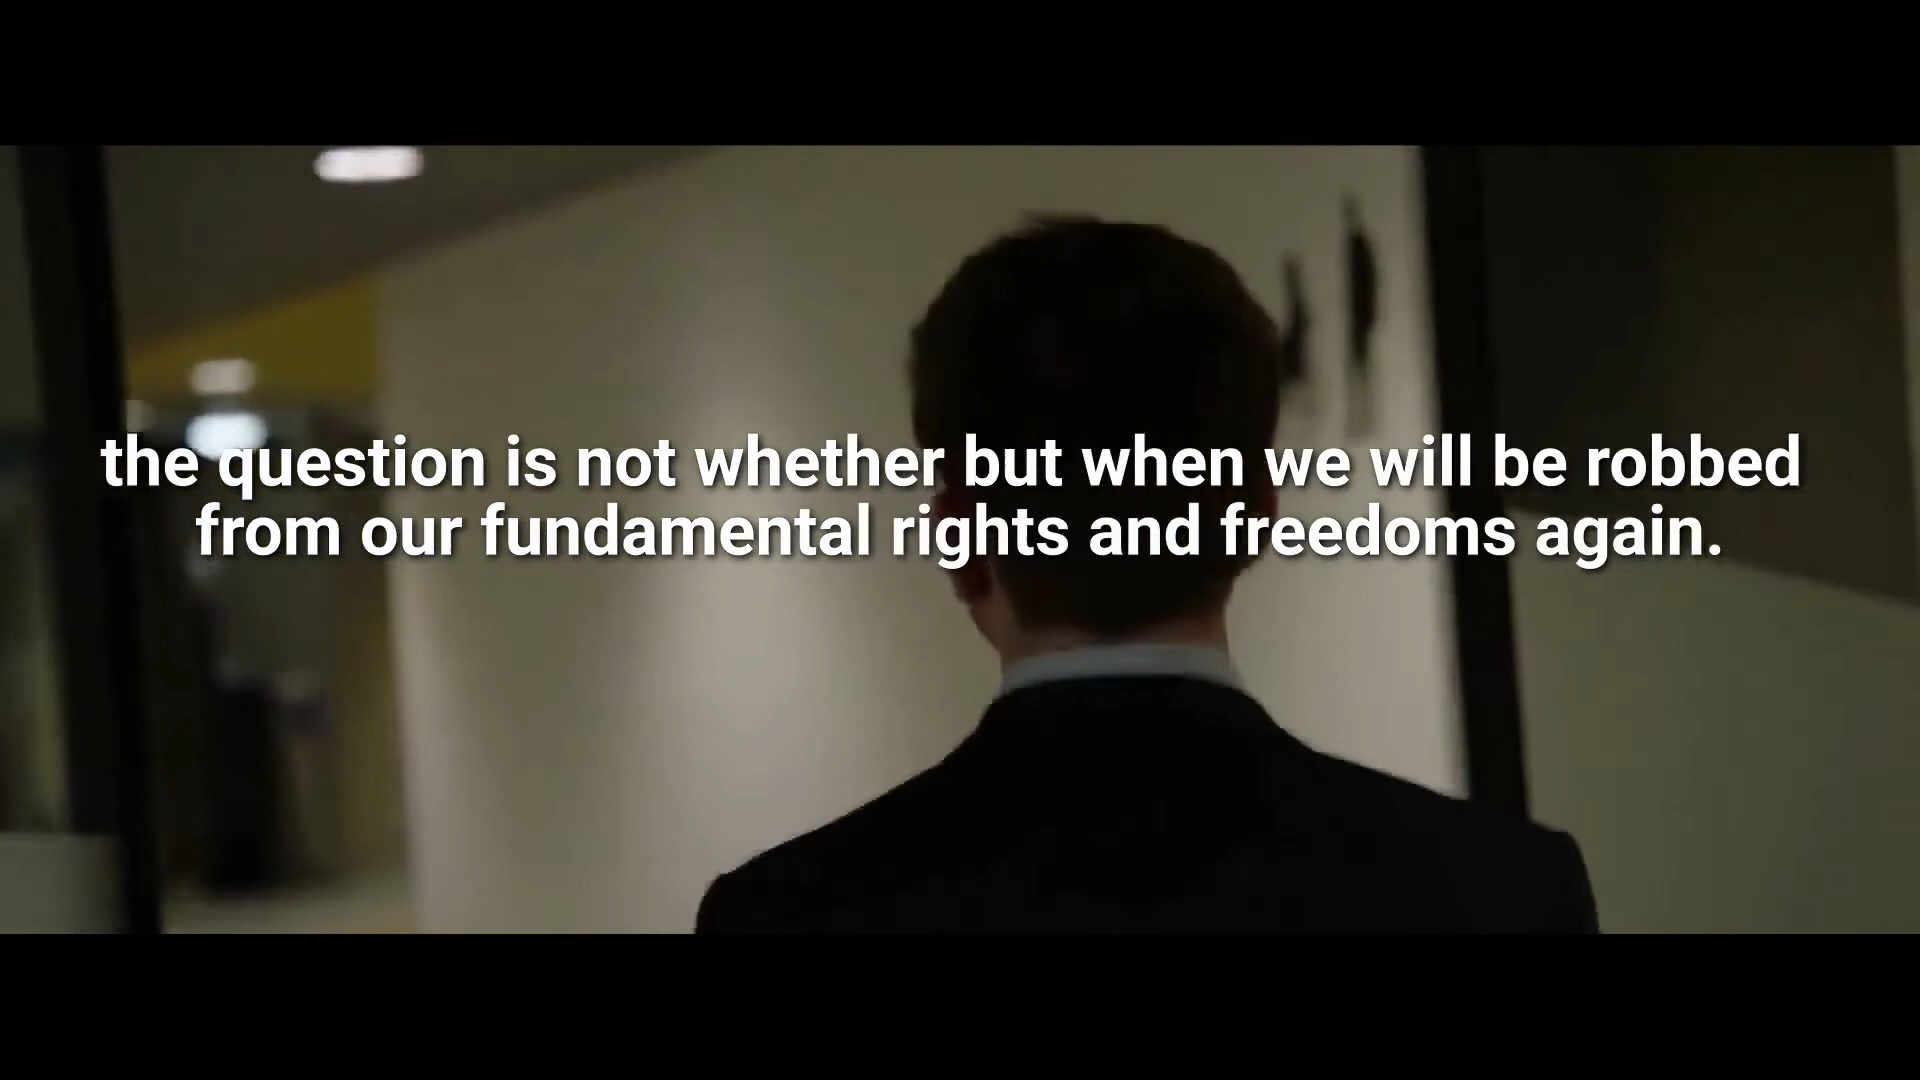 the question is not whether but when we will be robbed
from our fundamental rights and freedoms again.